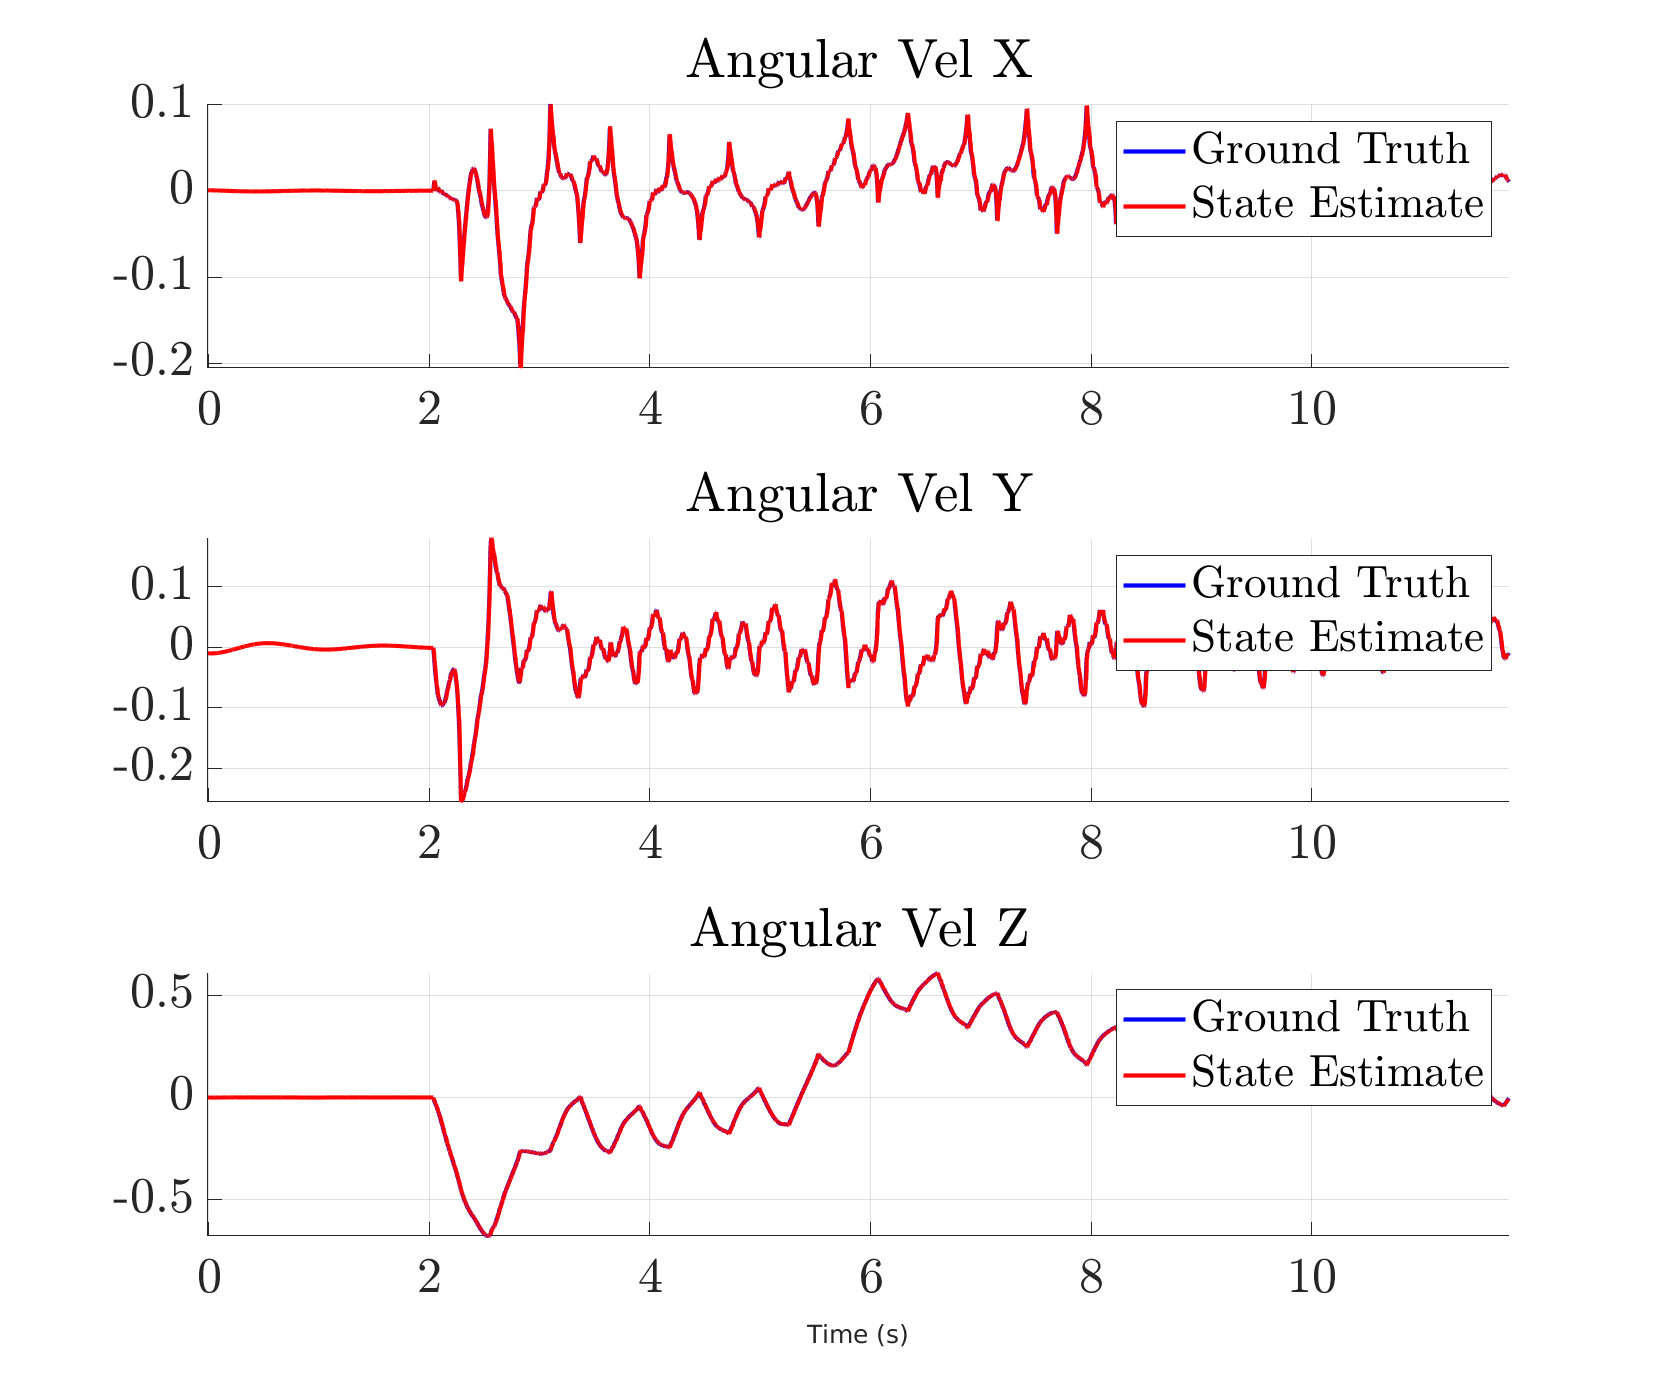 Angular Vel X
0.1
0
-0.1
-0.2
Ground Truth
State Estimate
0 2 4 6 8 10
Angular Vel Y
0.1
0
-0.1
-0.2
Ground Truth
State Estimate
0 2 4 6 8 10
Angular Vel Z
0.5
0
-0.5
Ground Truth
State Estimate
0 2 4 6 8 10
Time (s)